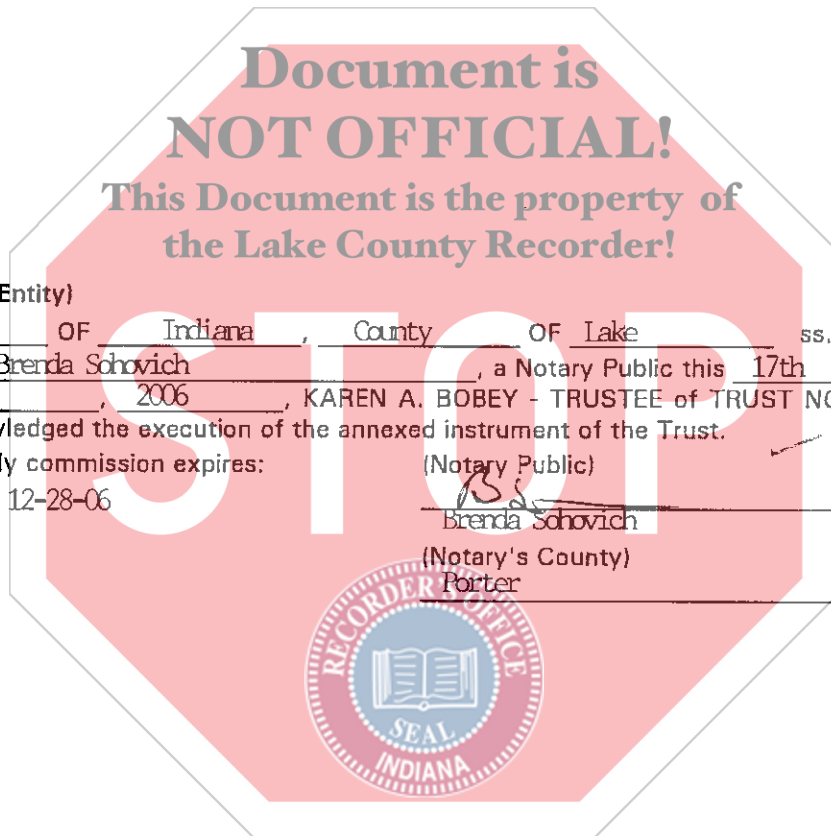 Document is
NOT OFFICIAL!
This Document is the property of
the Lake County Recorder!
Entity)
OF Indiana , County OF Lake ss.
Brenda Sohovich , a Notary Public this 17th
, 2006 , KAREN A. BOBEY - TRUSTEE of TRUST NO
ledged the execution of the annexed instrument of the Trust.
y commission expires: (Notary Public)
12-28-06
Brenda Sohovich
(Notary's County)
Porter
STOP
RECORDER'S OFFICE
SEAL
INDIANA